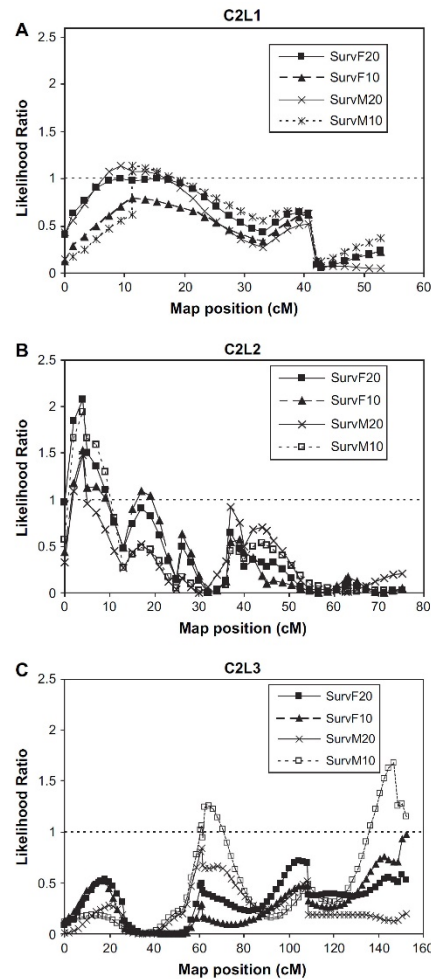 C2L1
A
2.5
2
1.5
1
0.5
0
Likelihood Ratio
SurvF20
SurvF10
SurvM20
SurvM10
0 10 20 30 40 50 60
Map position (cM)
C2L2
B
2.5
2
1.5
1
0.5
0
Likelihood Ratio
SurvF20
SurvF10
SurvM20
SurvM10
0 10 20 30 40 50 60 70 80
Map position (cM)
C2L3
C
2.5
2
1.5
1
0.5
0
Likelihood Ratio
SurvF20
SurvF10
SurvM20
SurvM10
0 20 40 60 80 100 120 140 160
Map position (cM)